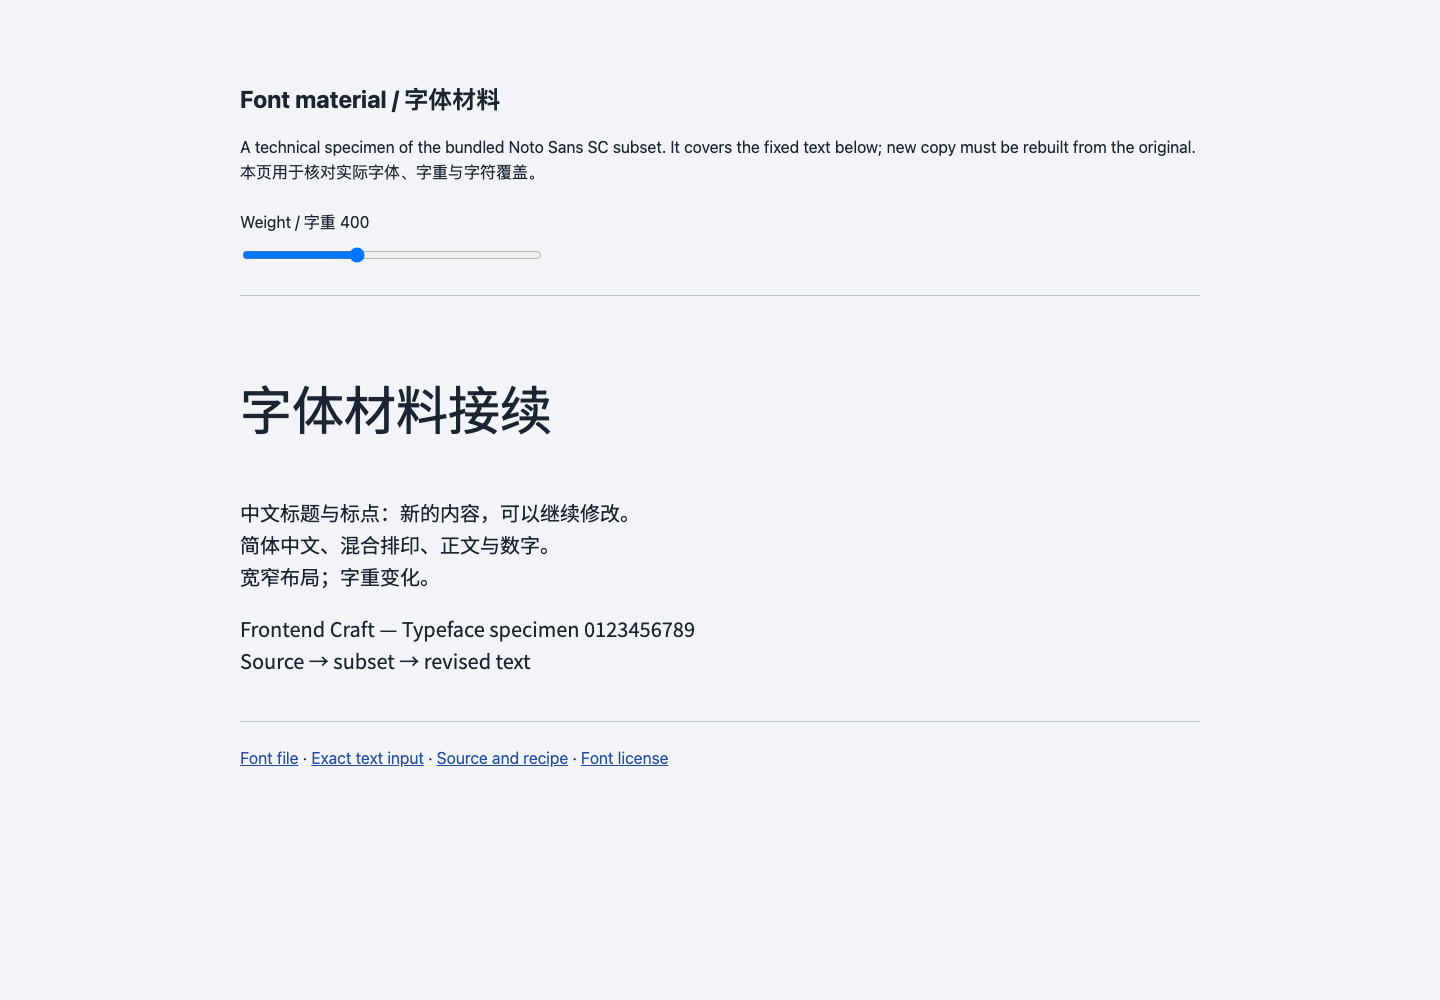 Font material / 字体材料
A technical specimen of the bundled Noto Sans SC subset. It covers the fixed text below; new copy must be rebuilt from the original.
本页用于核对实际字体、字重与字符覆盖。
Weight / 字重 400
字体材料接续
中文标题与标点：新的内容，可以继续修改。
简体中文、混合排印、正文与数字。
宽窄布局；字重变化。
Frontend Craft — Typeface specimen 0123456789
Source → subset → revised text
Font file · Exact text input · Source and recipe · Font license